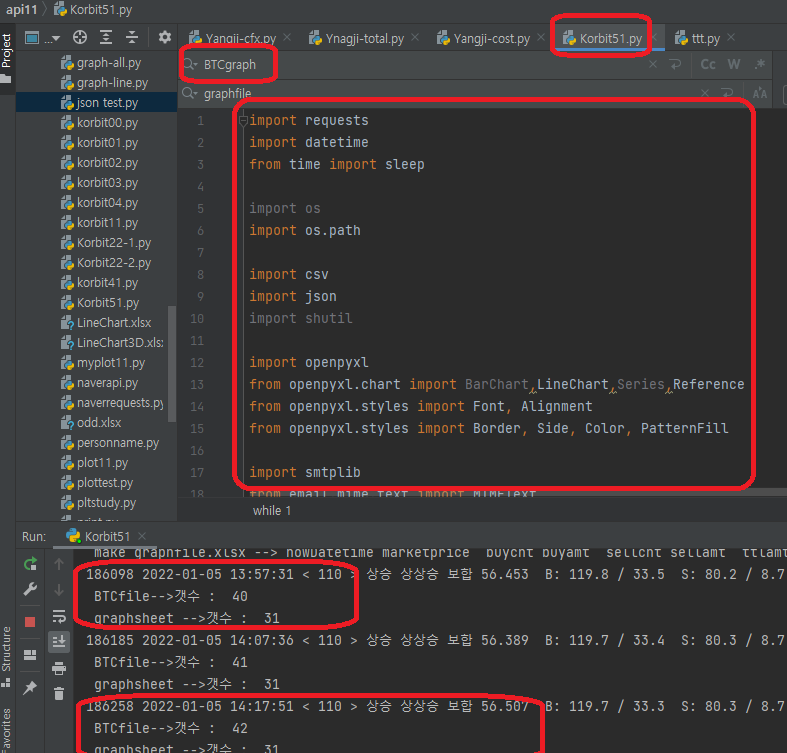 api11 〉 Korbit51.py
Yangji-cfx.py
Ynagji-total.py
Yangji-cost.py
Korbit51.py
ttt.py
BTCgraph
Cc W .*
graphfile
Project
graph-all.py
graph-line.py
json test.py
korbit00.py
korbit01.py
korbit02.py
korbit03.py
korbit04.py
korbit11.py
Korbit22-1.py
Korbit22-2.py
korbit41.py
Korbit51.py
LineChart.xlsx
LineChart3D.xls
myplot11.py
naverapi.py
naverrequests.py
odd.xlsx
personname.py
plot11.py
plottest.py
pltstudy.py
print.py
1 import requests
2 import datetime
3 from time import sleep
4
5 import os
6 import os.path
7
8 import csv
9 import json
10 import shutil
11
12 import openpyxl
13 from openpyxl.chart import BarChart,LineChart,Series,Reference
14 from openpyxl.styles import Font, Alignment
15 from openpyxl.styles import Border, Side, Color, PatternFill
16
17 import smtplib
18 from email.mime.text import MIMEText
while 1
Run: Korbit51
make graphfile.xlsx --> nowDatetime marketprice buycnt buyamt sellcnt sellamt ttlamt
186098 2022-01-05 13:57:31 < 110 > 상승 상상승 보합 56.453 B: 119.8 / 33.5 S: 80.2 / 8.7
BTCfile-->갯수 : 40
graphsheet -->갯수 : 31
186185 2022-01-05 14:07:36 < 110 > 상승 상상승 보합 56.389 B: 119.7 / 33.4 S: 80.3 / 8.7
BTCfile-->갯수 : 41
graphsheet -->갯수 : 31
186258 2022-01-05 14:17:51 < 110 > 상승 상상승 보합 56.507 B: 119.7 / 33.3 S: 80.3 / 8.7
BTCfile-->갯수 : 42
graphsheet -->갯수 : 31
Structure
Favorites